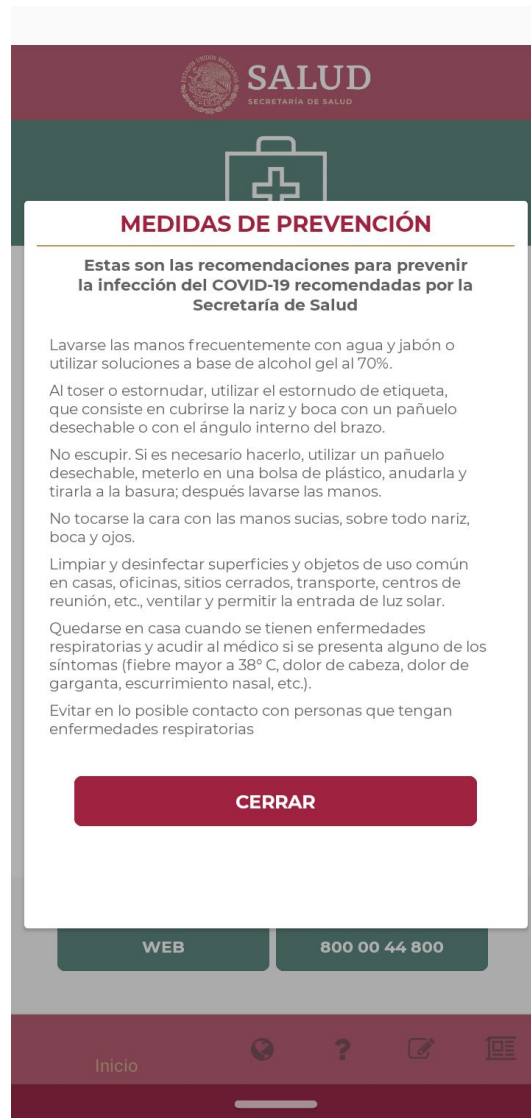 SALUD
SECRETARÍA DE SALUD
MEDIDAS DE PREVENCIÓN
Estas son las recomendaciones para prevenir
la infección del COVID-19 recomendadas por la
Secretaría de Salud
Lavarse las manos frecuentemente con agua y jabón o
utilizar soluciones a base de alcohol gel al 70%.
Al toser o estornudar, utilizar el estornudo de etiqueta,
que consiste en cubrirse la nariz y boca con un pañuelo
desechable o con el ángulo interno del brazo.
No escupir. Si es necesario hacerlo, utilizar un pañuelo
desechable, meterlo en una bolsa de plástico, anudarla y
tirarla a la basura; después lavarse las manos.
No tocarse la cara con las manos sucias, sobre todo nariz,
boca y ojos.
Limpiar y desinfectar superficies y objetos de uso común
en casas, oficinas, sitios cerrados, transporte, centros de
reunión, etc., ventilar y permitir la entrada de luz solar.
Quedarse en casa cuando se tienen enfermedades
respiratorias y acudir al médico si se presenta alguno de los
síntomas (fiebre mayor a 38° C, dolor de cabeza, dolor de
garganta, escurrimiento nasal, etc.).
Evitar en lo posible contacto con personas que tengan
enfermedades respiratorias
CERRAR
WEB
800 00 44 800
Inicio